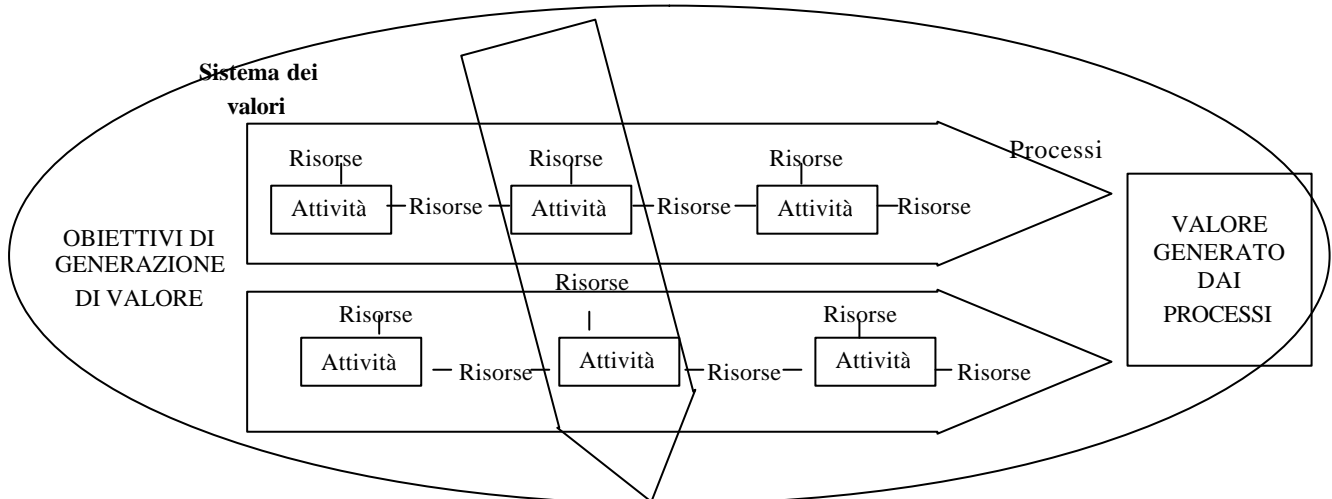 Sistema dei
valori
Processi
Risorse Risorse Risorse
Attività Risorse Attività Risorse Attività Risorse
OBIETTIVI DI
GENERAZIONE
DI VALORE
VALORE
GENERATO
DAI
PROCESSI
Risorse
Risorse Risorse
Attività Risorse Attività Risorse Attività Risorse